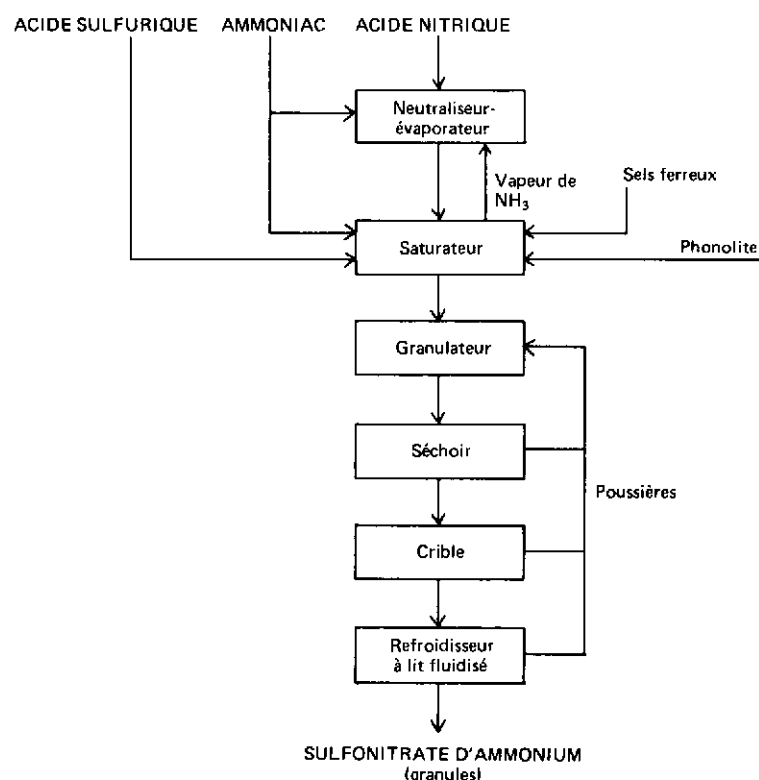 ACIDE SULFURIQUE AMMONIAC ACIDE NITRIQUE
Neutraliseur-
évaporateur
Vapeur de
NH₃
Sels ferreux
Saturateur
Phonolite
Granulateur
Séchoir
Poussières
Crible
Refroidisseur
à lit fluidisé
SULFONITRATE D'AMMONIUM
(granules)